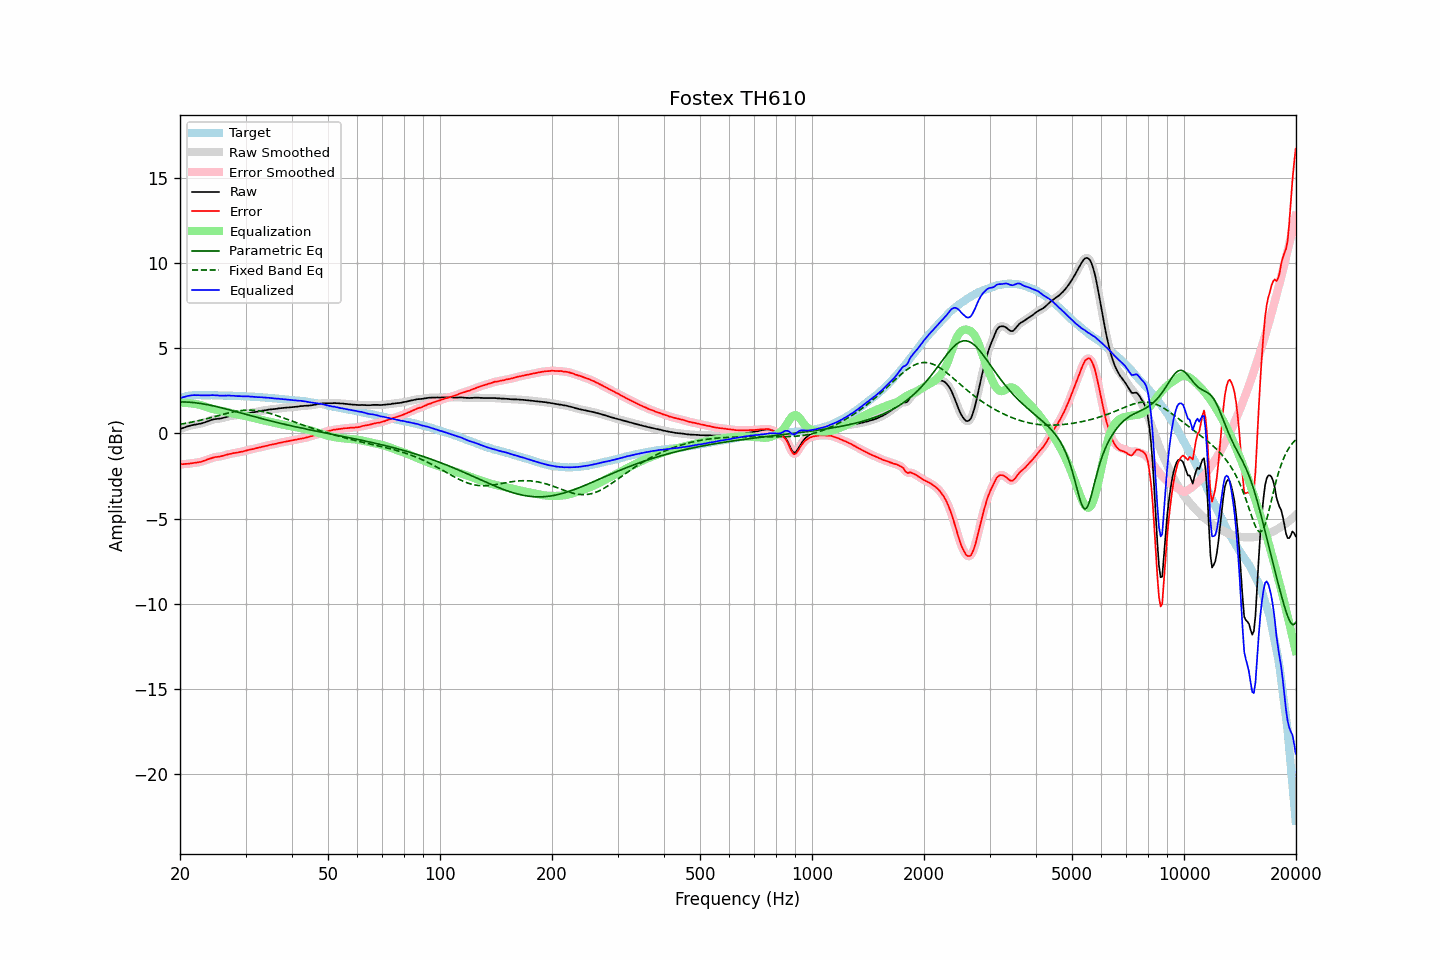 Fostex TH610
Target
Raw Smoothed
Error Smoothed
Raw
Error
Equalization
Parametric Eq
Fixed Band Eq
Equalized
15
10
5
0
−5
−10
−15
−20
Amplitude (dBr)
20 50 100 200 500 1000 2000 5000 10000 20000
Frequency (Hz)